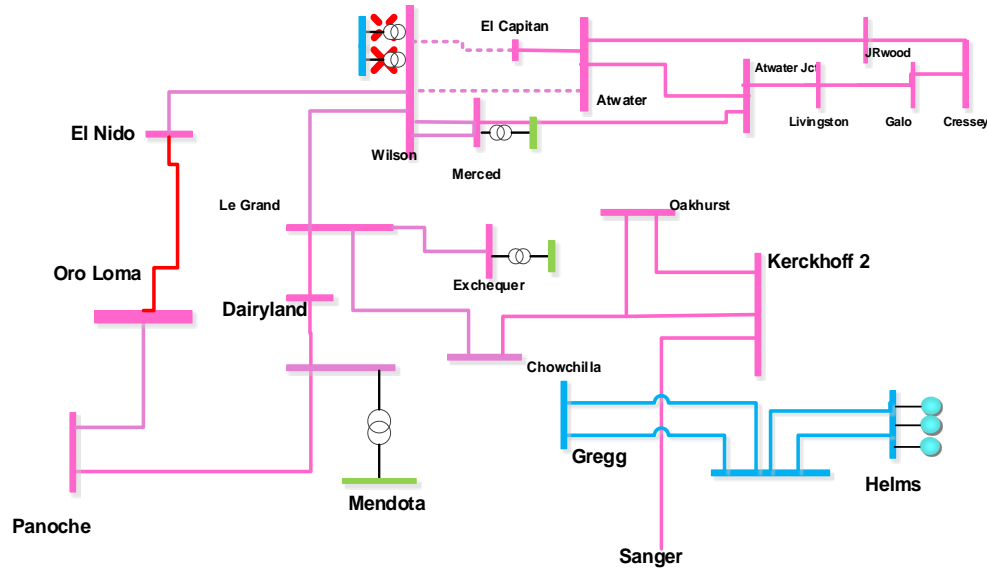 El Capitan
JRwood
Atwater Jct
Atwater
El Nido
Livingston
Galo
Cressey
Wilson
Merced
Le Grand
Oakhurst
Oro Loma
Kerckhoff 2
Exchequer
Dairyland
Chowchilla
Gregg
Helms
Mendota
Panoche
Sanger